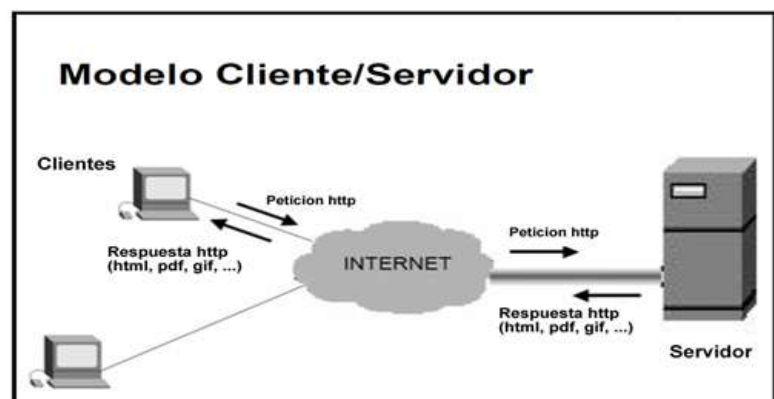 Modelo Cliente/Servidor
Clientes
Peticion http
Respuesta http
(html, pdf, gif, ...)
INTERNET
Peticion http
Respuesta http
(html, pdf, gif, ...)
Servidor